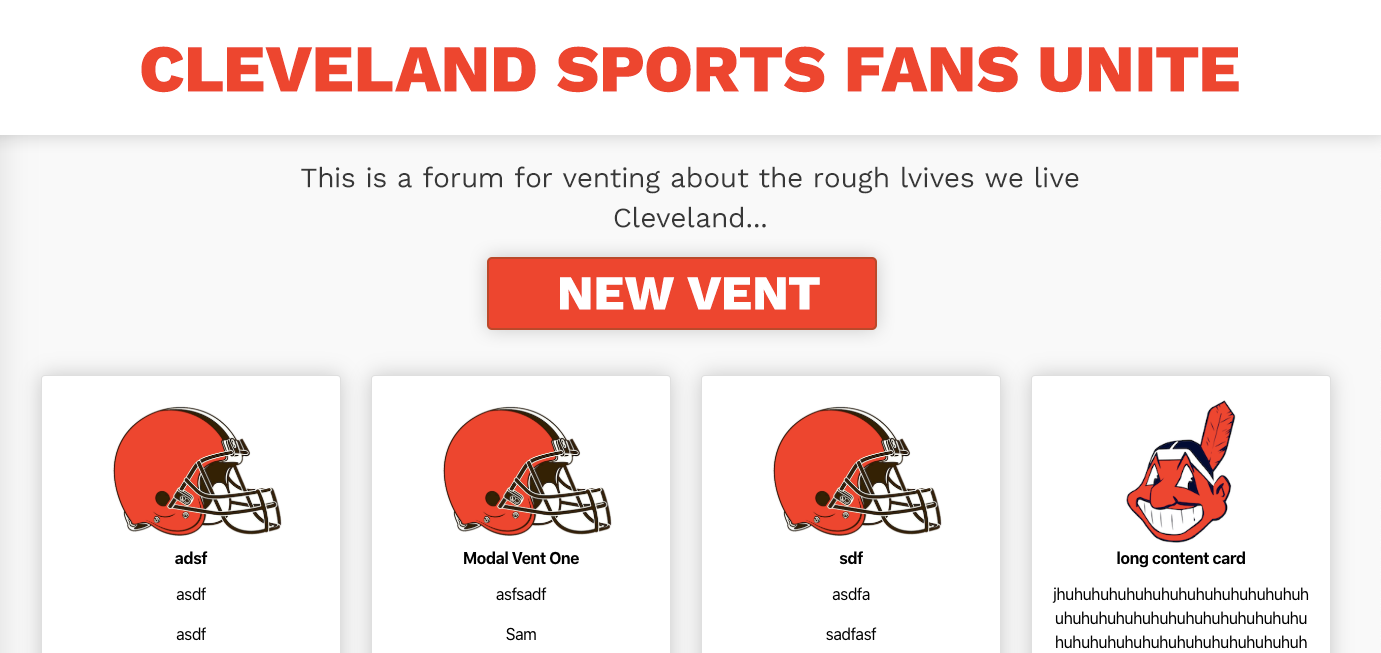 CLEVELAND SPORTS FANS UNITE
This is a forum for venting about the rough lvives we live
Cleveland...
NEW VENT
adsf
asdf
asdf
Modal Vent One
asfsadf
Sam
sdf
asdfa
sadfasf
long content card
jhuhuhuhuhuhuhuhuhuhuhuhuhuhuh
uhuhuhuhuhuhuhuhuhuhuhuhuhuhu
huhuhuhuhuhuhuhuhuhuhuhuhuhuh